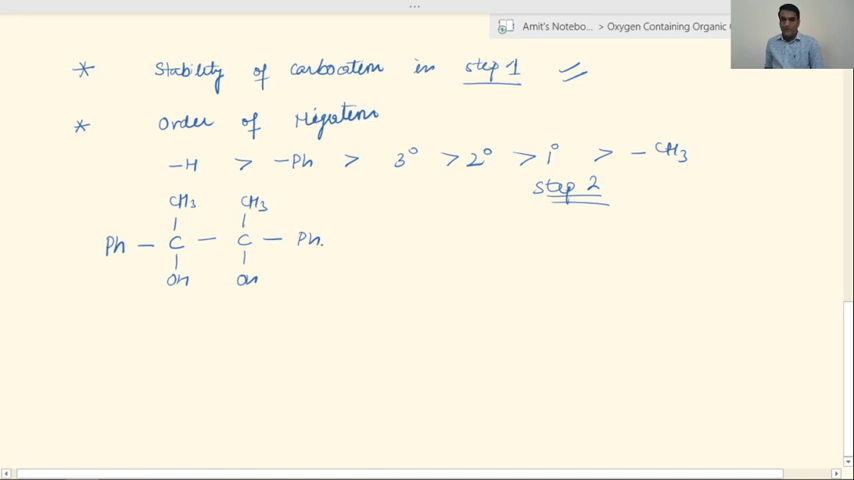 ...
Amit's Notebo... > Oxygen Containing Organic
* Stability of carbocation in step 1
* Order of Migration
-H > -Ph > 3° > 2° > 1° > -CH3
step 2
CH3 CH3
Ph - C - C - Ph.
OH OH